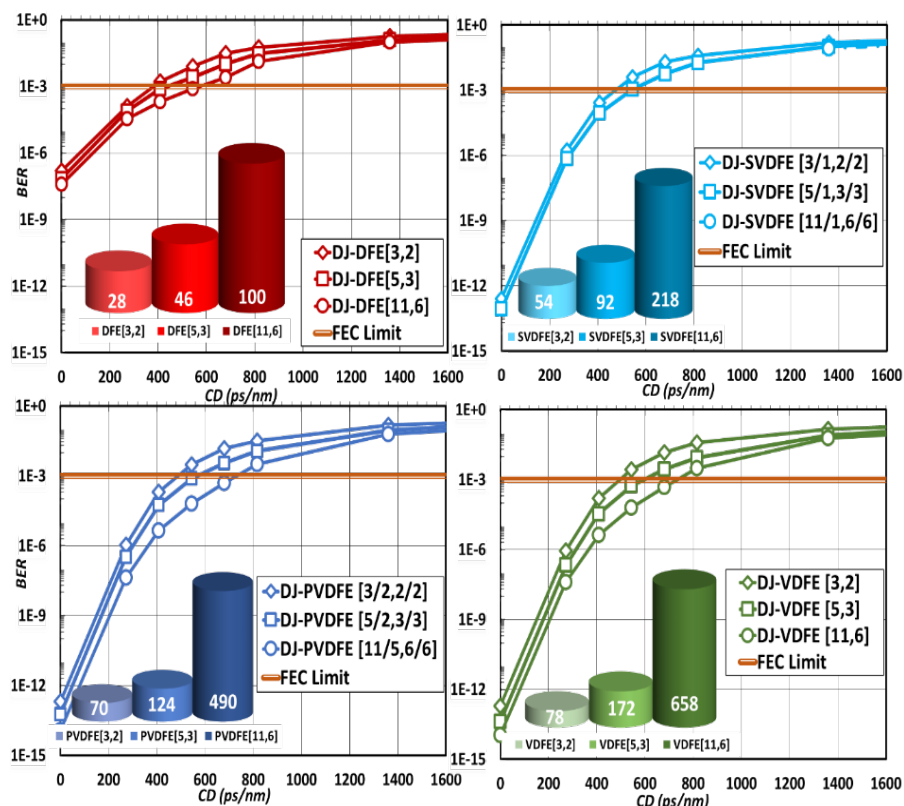 1E+0
1E-3
1E-6
1E-9
1E-12
1E-15
BER
28
46
100
DFE[3,2] DFE[5,3] DFE[11,6]
DJ-DFE[3,2]
DJ-DFE[5,3]
DJ-DFE[11,6]
FEC Limit
0 200 400 600 800 1000 1200 1400 1600
CD (ps/nm)
1E+0
1E-3
1E-6
1E-9
1E-12
1E-15
54
92
218
SVDFE[3,2] SVDFE[5,3] SVDFE[11,6]
DJ-SVDFE [3/1,2/2]
DJ-SVDFE [5/1,3/3]
DJ-SVDFE [11/1,6/6]
FEC Limit
0 200 400 600 800 1000 1200 1400 1600
CD (ps/nm)
1E+0
1E-3
1E-6
1E-9
1E-12
1E-15
BER
70
124
490
PVDFE[3,2] PVDFE[5,3] PVDFE[11,6]
DJ-PVDFE [3/2,2/2]
DJ-PVDFE [5/2,3/3]
DJ-PVDFE [11/5,6/6]
FEC Limit
0 200 400 600 800 1000 1200 1400 1600
CD (ps/nm)
1E+0
1E-3
1E-6
1E-9
1E-12
1E-15
78
172
658
VDFE[3,2] VDFE[5,3] VDFE[11,6]
DJ-VDFE [3,2]
DJ-VDFE [5,3]
DJ-VDFE [11,6]
FEC Limit
0 200 400 600 800 1000 1200 1400 1600
CD (ps/nm)